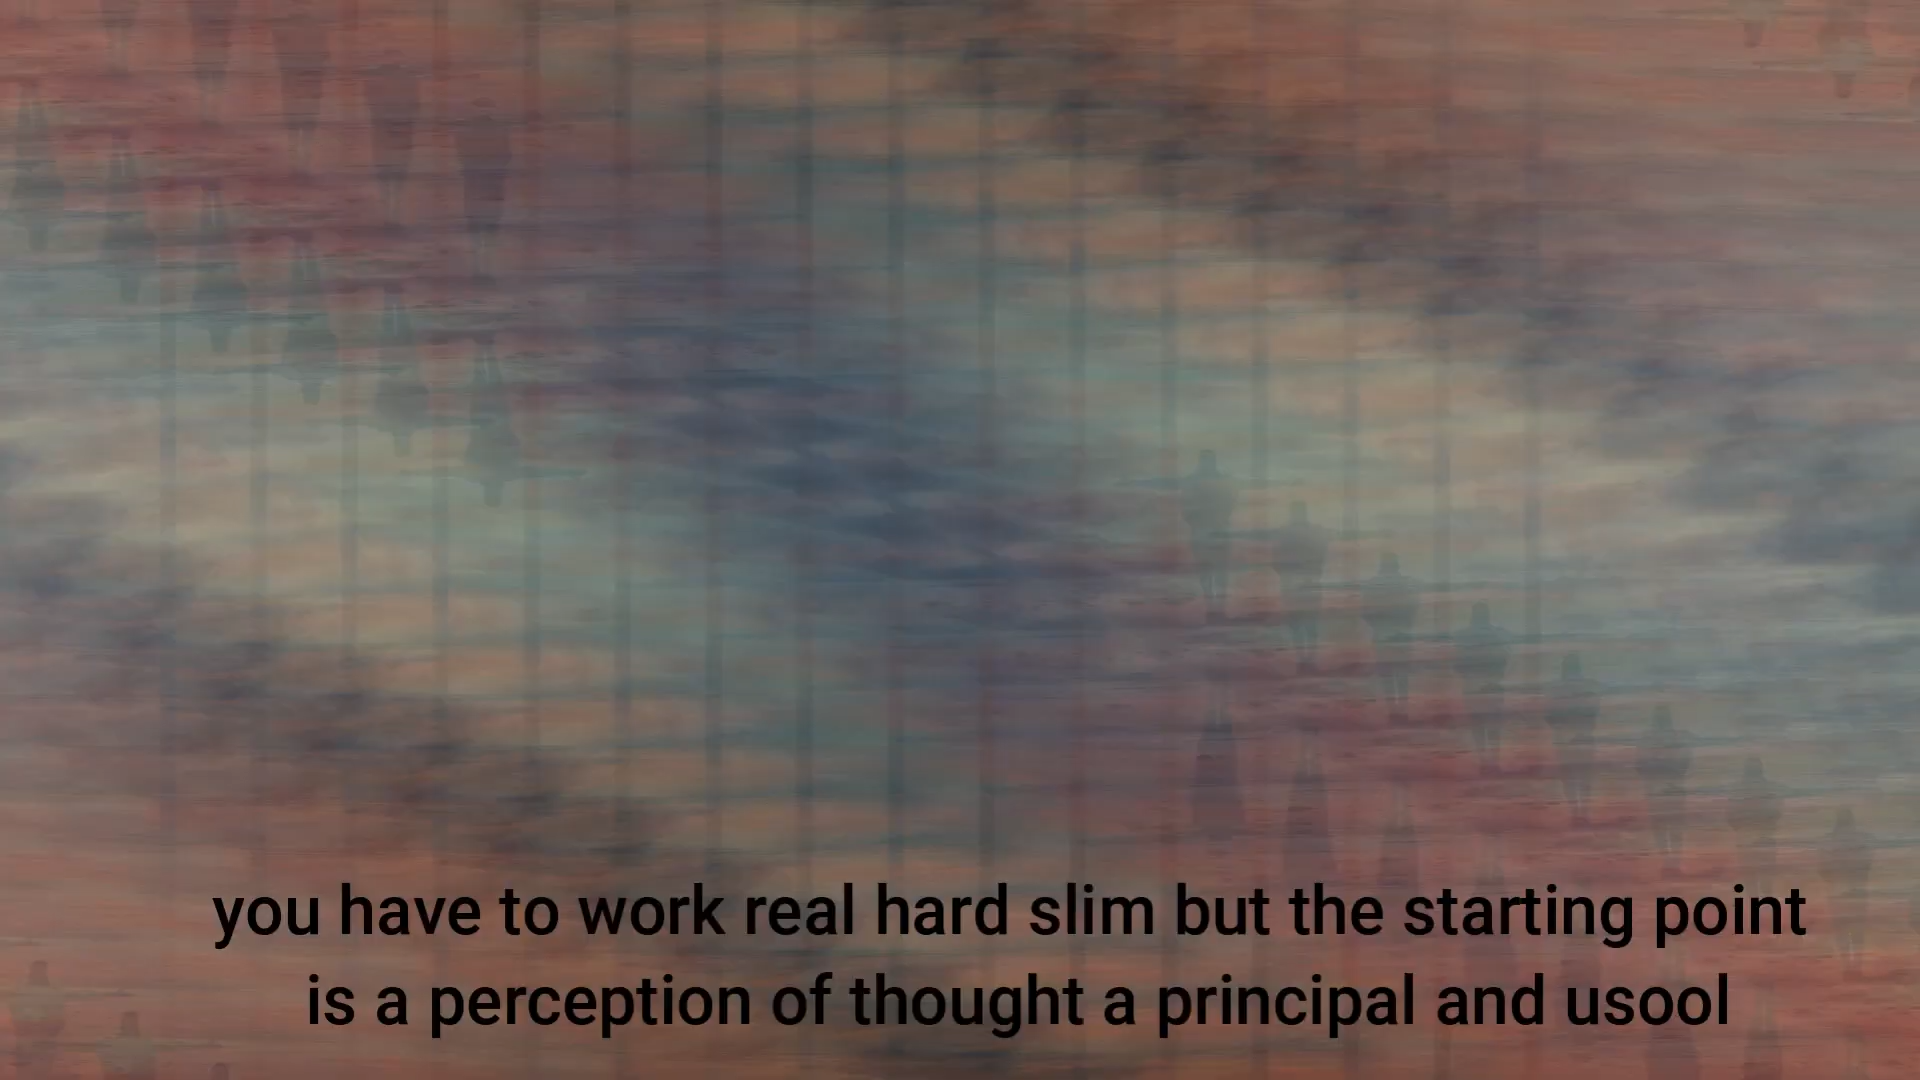 you have to work real hard slim but the starting point
is a perception of thought a principal and usool